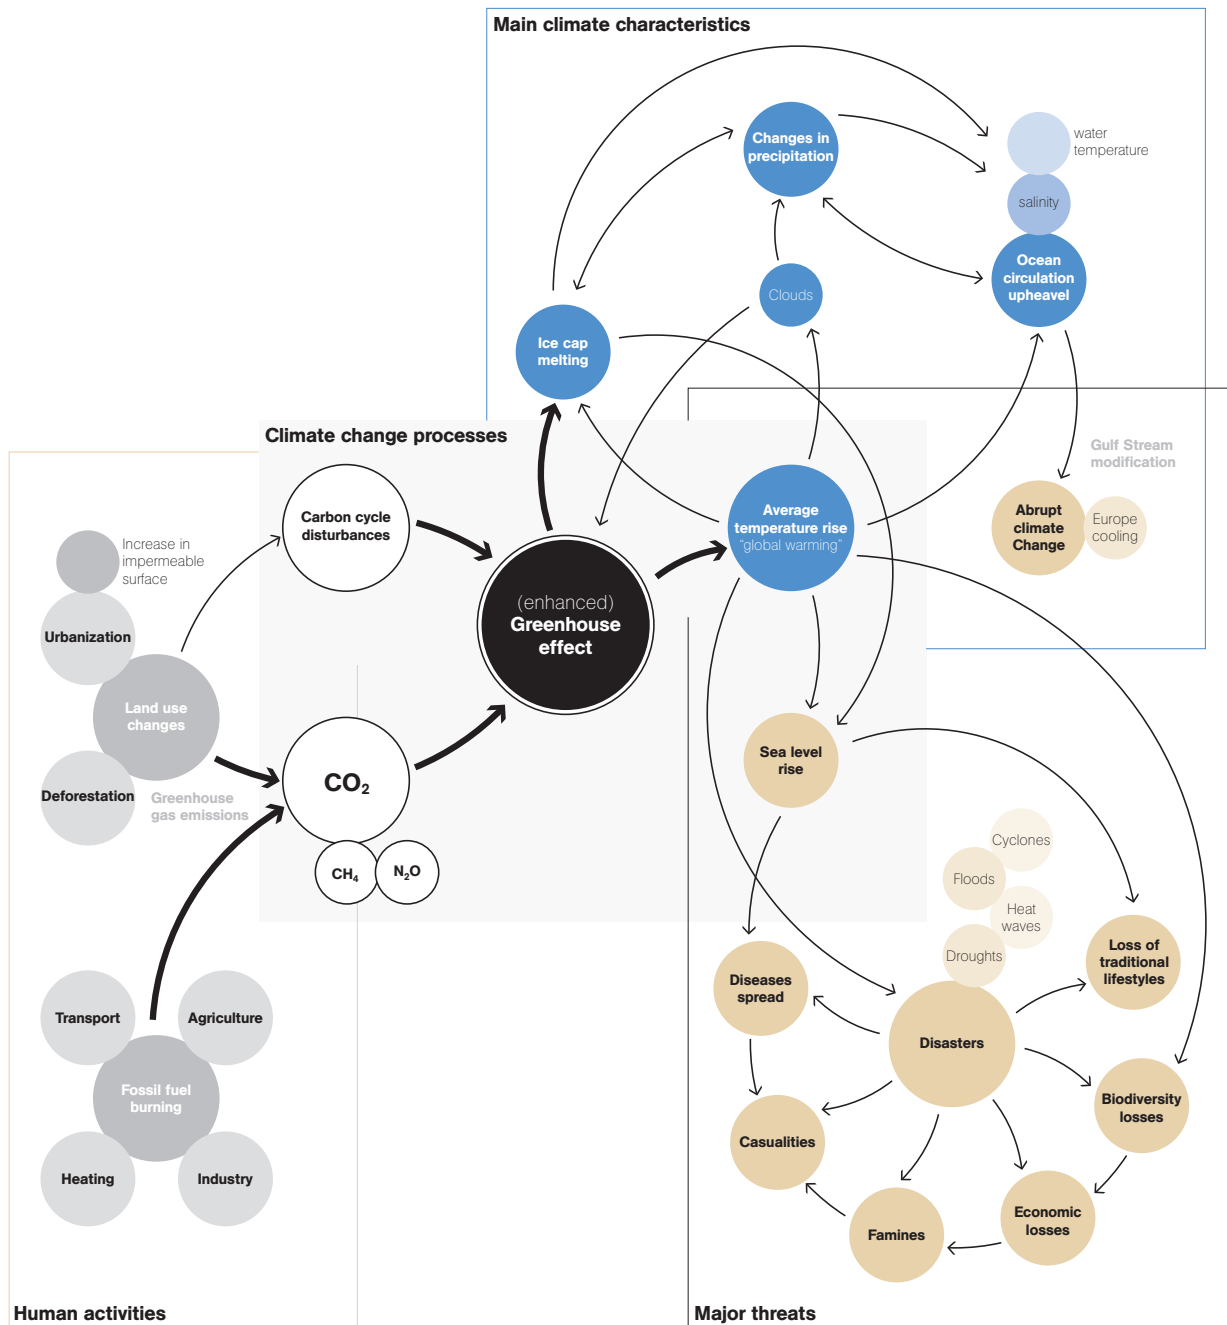 Main climate characteristics
Changes in
precipitation
water
temperature
salinity
Ocean
circulation
upheavel
Clouds
Ice cap
melting
Climate change processes
Carbon cycle
disturbances
Average
temperature rise
“global warming”
Gulf Stream
modification
Abrupt
climate
Change
Europe
cooling
Increase in
impermeable
surface
Urbanization
Land use
changes
Deforestation
Greenhouse
gas emissions
(enhanced)
Greenhouse
effect
CO₂
CH₄
N₂O
Sea level
rise
Cyclones
Floods
Heat
waves
Droughts
Loss of
traditional
lifestyles
Diseases
spread
Disasters
Transport
Agriculture
Fossil fuel
burning
Heating
Industry
Biodiversity
losses
Casualities
Famines
Economic
losses
Human activities
Major threats